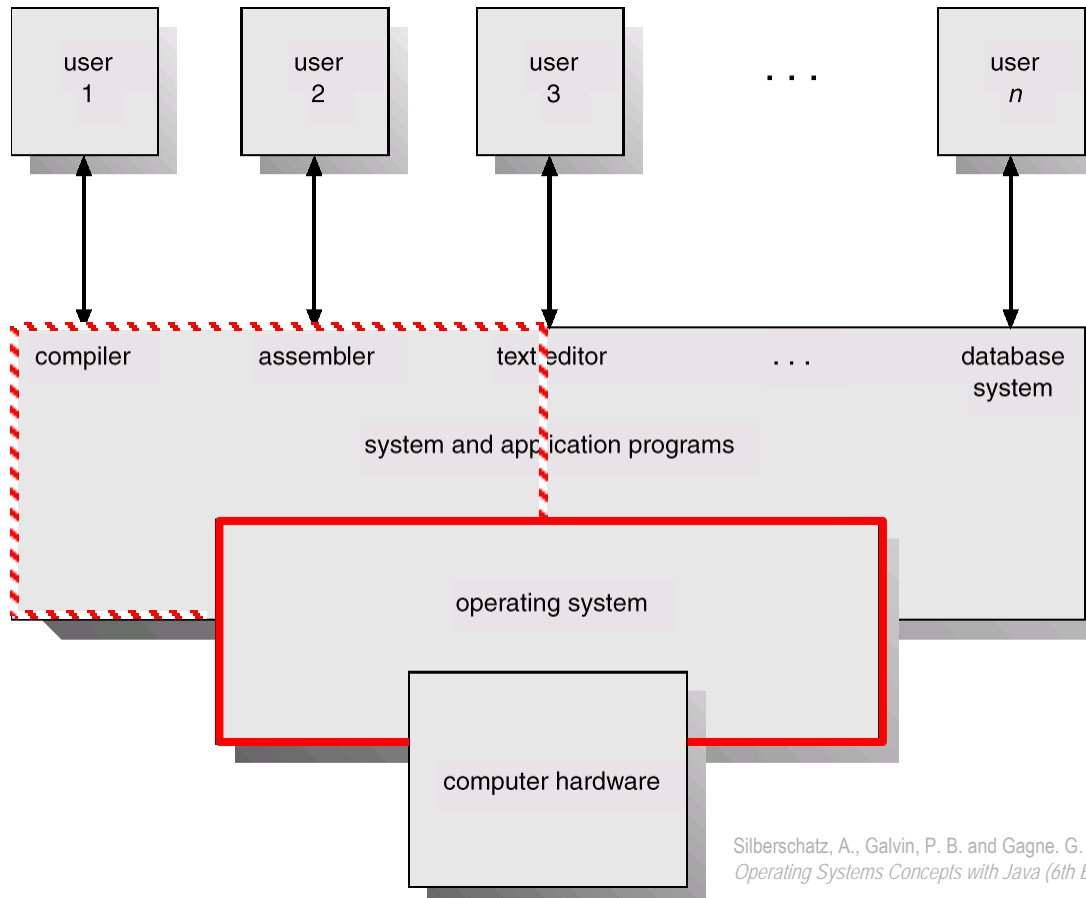 user
1
user
2
user
3
. . .
user
n
compiler
assembler
text editor
. . .
database
system
system and application programs
operating system
computer hardware
Silberschatz, A., Galvin, P. B. and Gagne. G.
Operating Systems Concepts with Java (6th